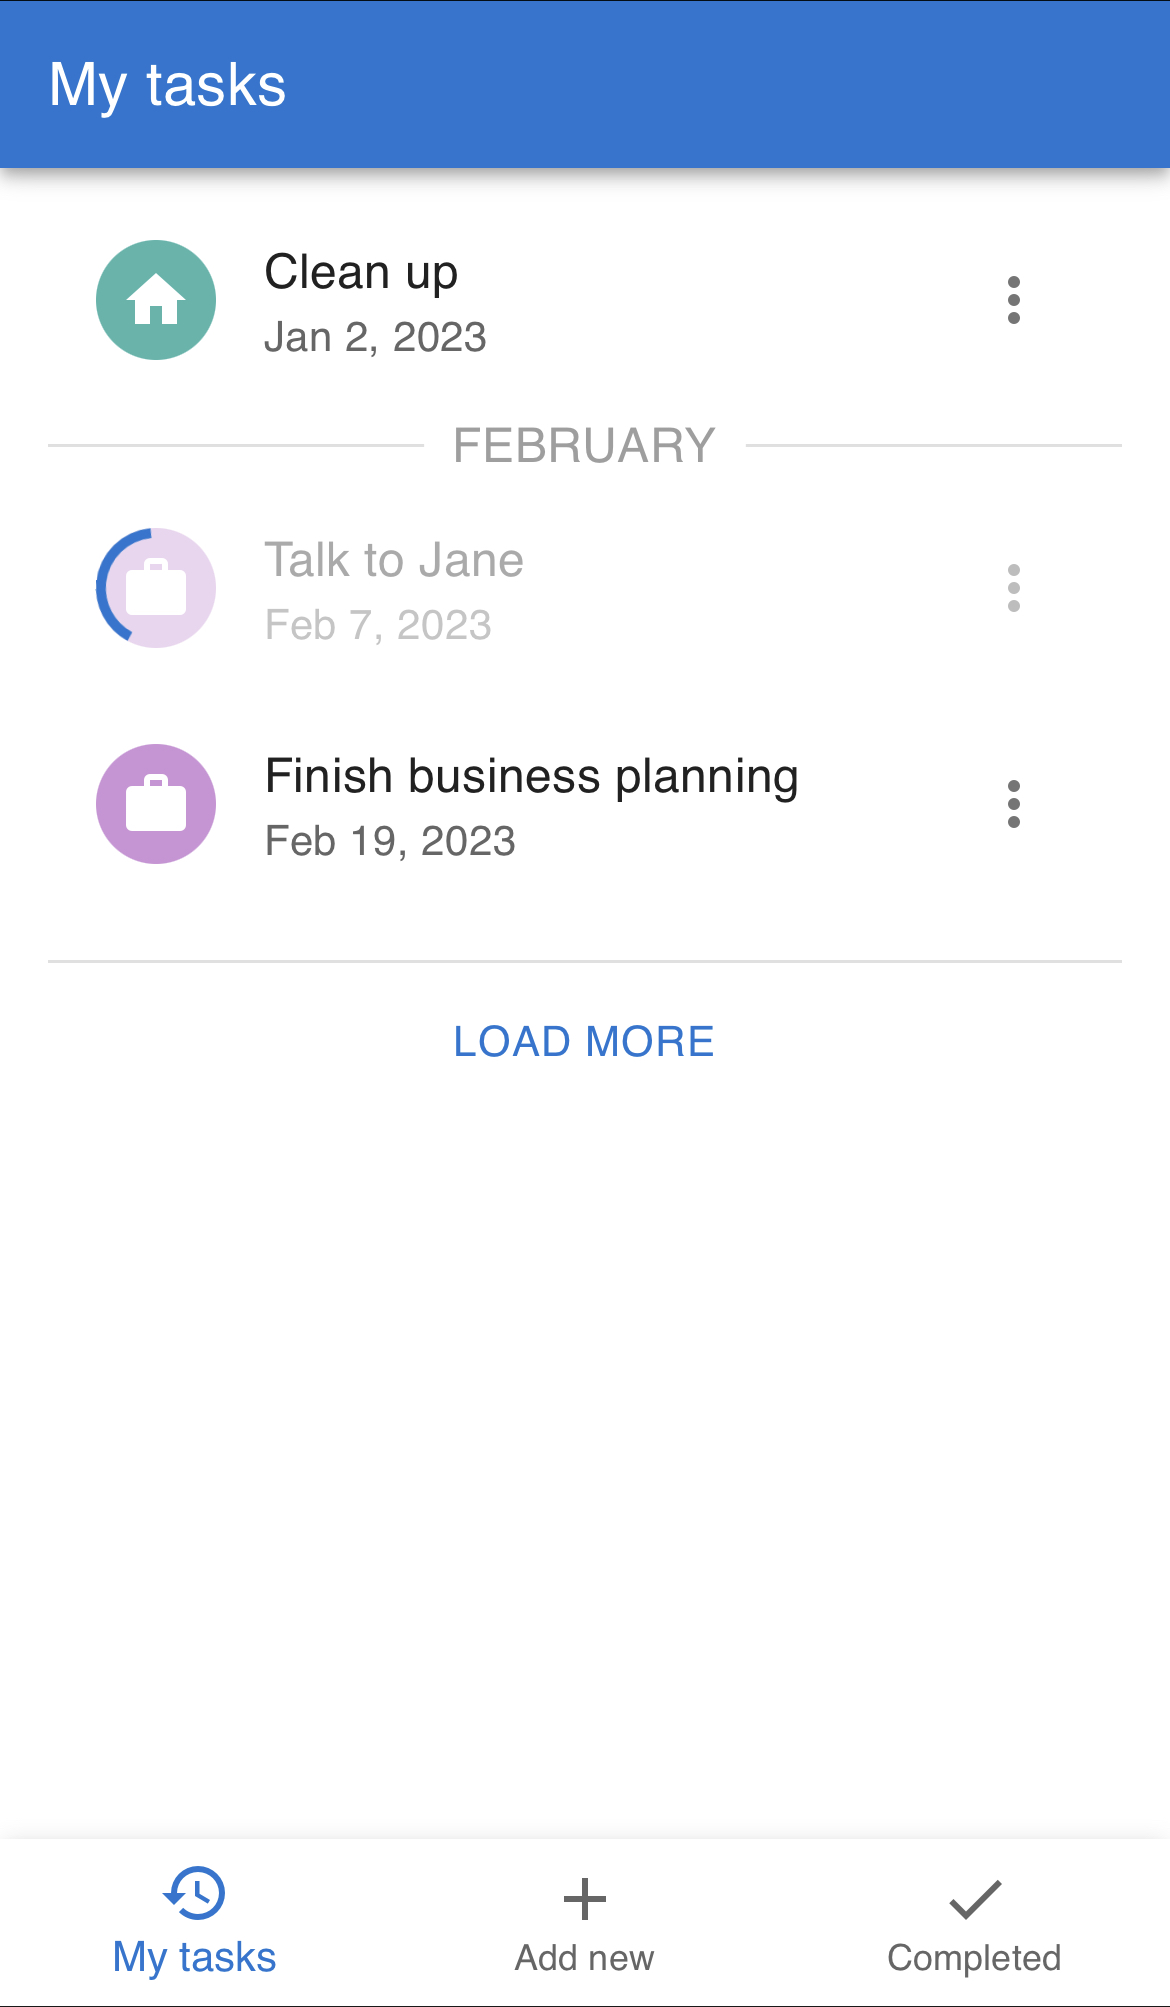 My tasks
Clean up
Jan 2, 2023
FEBRUARY
Talk to Jane
Feb 7, 2023
Finish business planning
Feb 19, 2023
LOAD MORE
My tasks
Add new
Completed